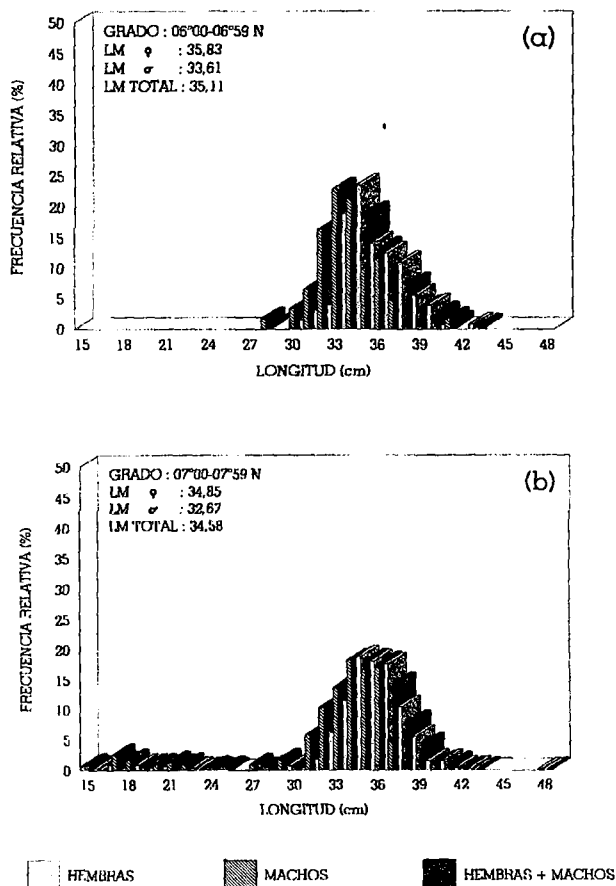 (a)
GRADO : 06°00-06°59 N
LM ♀ : 35,83
LM ♂ : 33,61
LM TOTAL : 35,11
FRECUENCIA RELATIVA (%)
50
45
40
35
30
25
20
15
10
5
0
15 18 21 24 27 30 33 36 39 42 45 48
LONGITUD (cm)
(b)
GRADO : 07°00-07°59 N
LM ♀ : 34,85
LM ♂ : 32,67
LM TOTAL : 34,58
FRECUENCIA RELATIVA (%)
50
45
40
35
30
25
20
15
10
5
0
15 18 21 24 27 30 33 36 39 42 45 48
LONGITUD (cm)
HEMBRAS MACHOS HEMBRAS + MACHOS